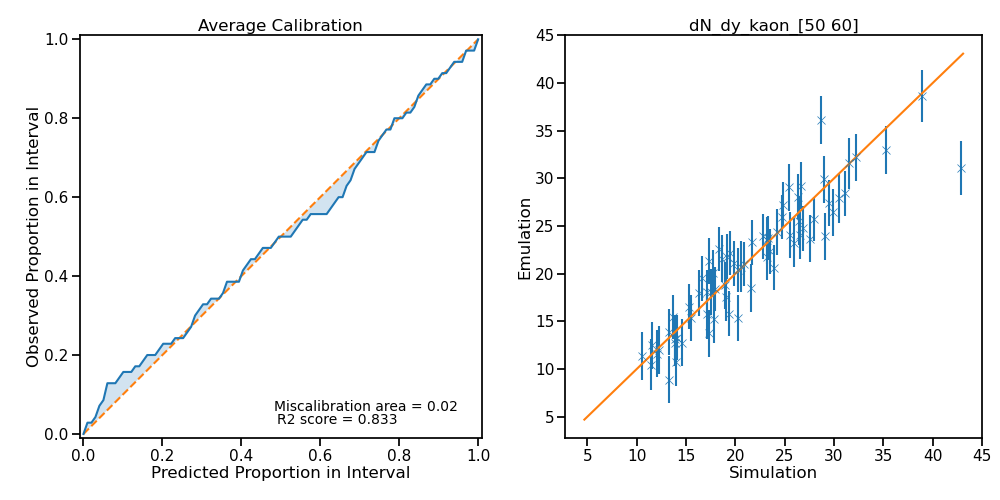 Average Calibration
1.0
0.8
0.6
0.4
0.2
0.0
Observed Proportion in Interval
Miscalibration area = 0.02
R2 score = 0.833
0.0 0.2 0.4 0.6 0.8 1.0
Predicted Proportion in Interval
dN_dy_kaon_[50 60]
45
40
35
30
25
20
15
10
5
Emulation
5 10 15 20 25 30 35 40 45
Simulation